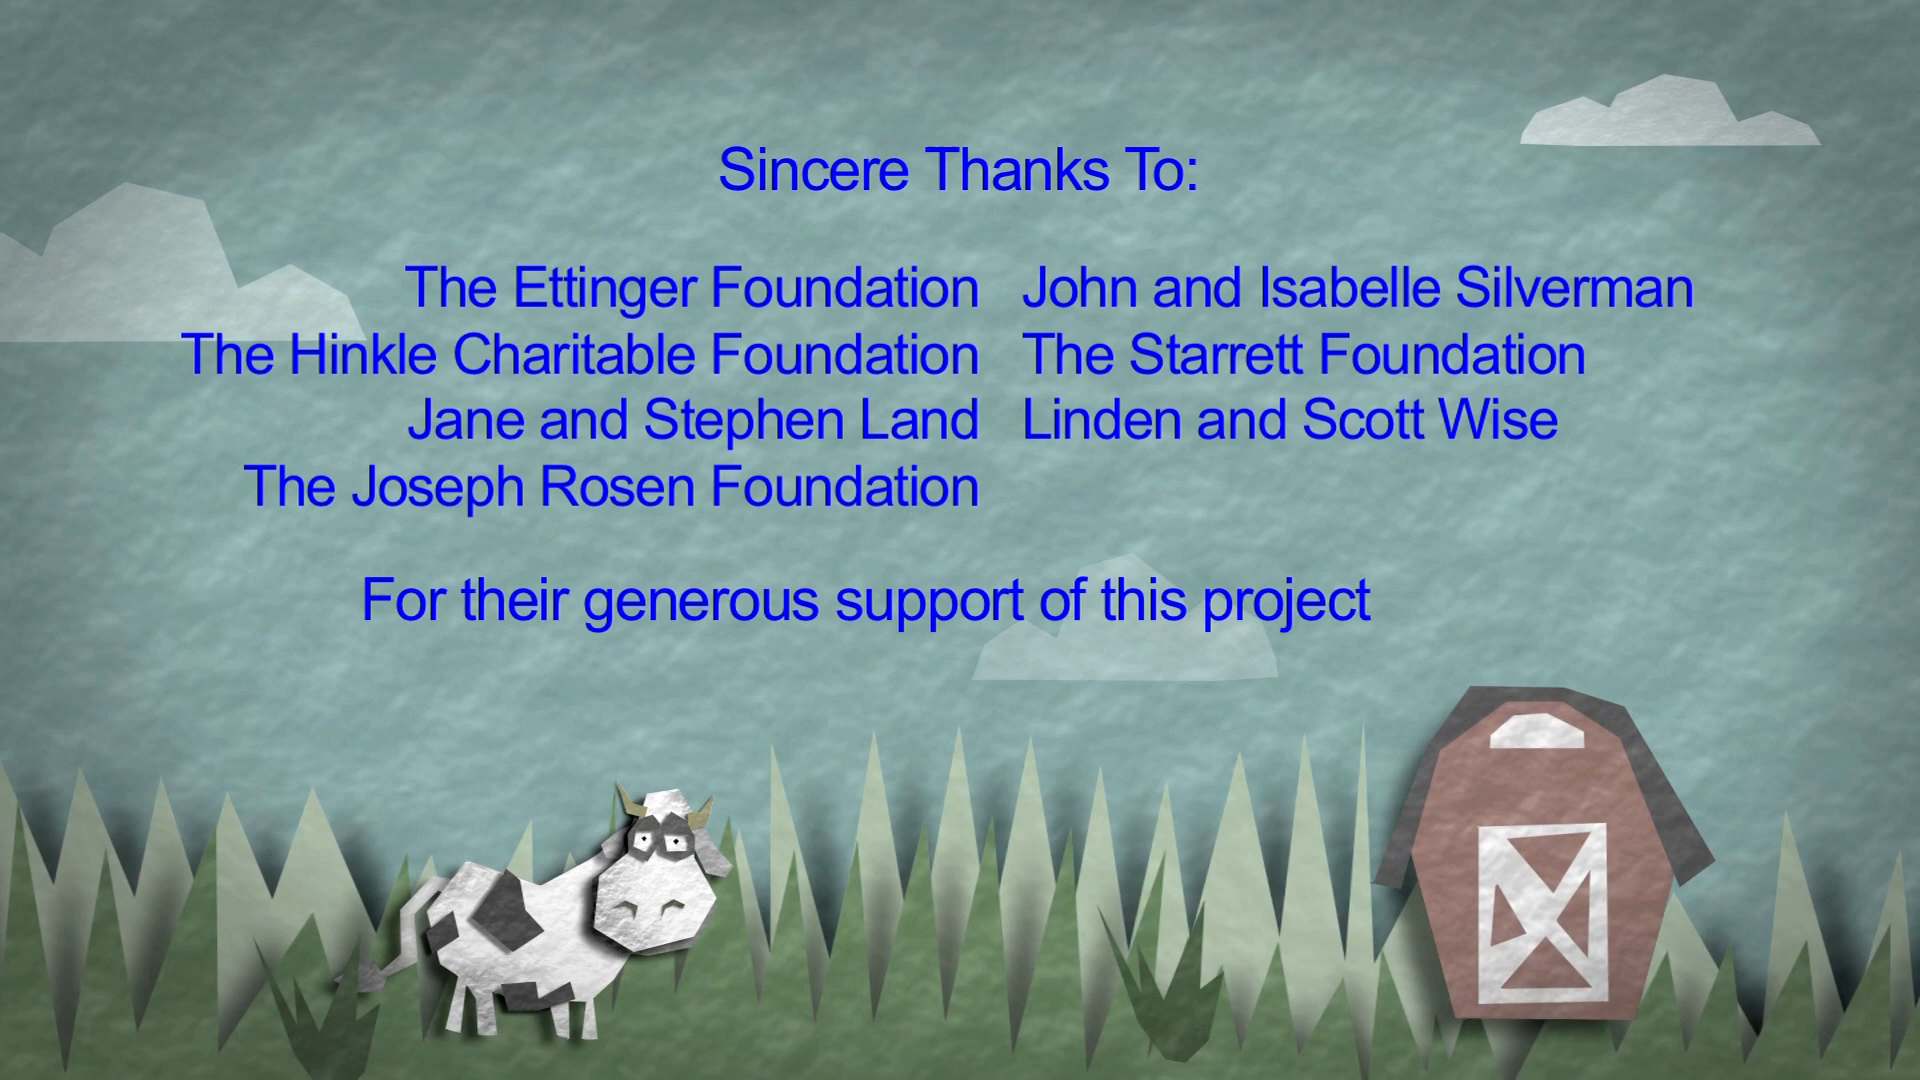 Sincere Thanks To:
The Ettinger Foundation
The Hinkle Charitable Foundation
Jane and Stephen Land
The Joseph Rosen Foundation
John and Isabelle Silverman
The Starrett Foundation
Linden and Scott Wise
For their generous support of this project